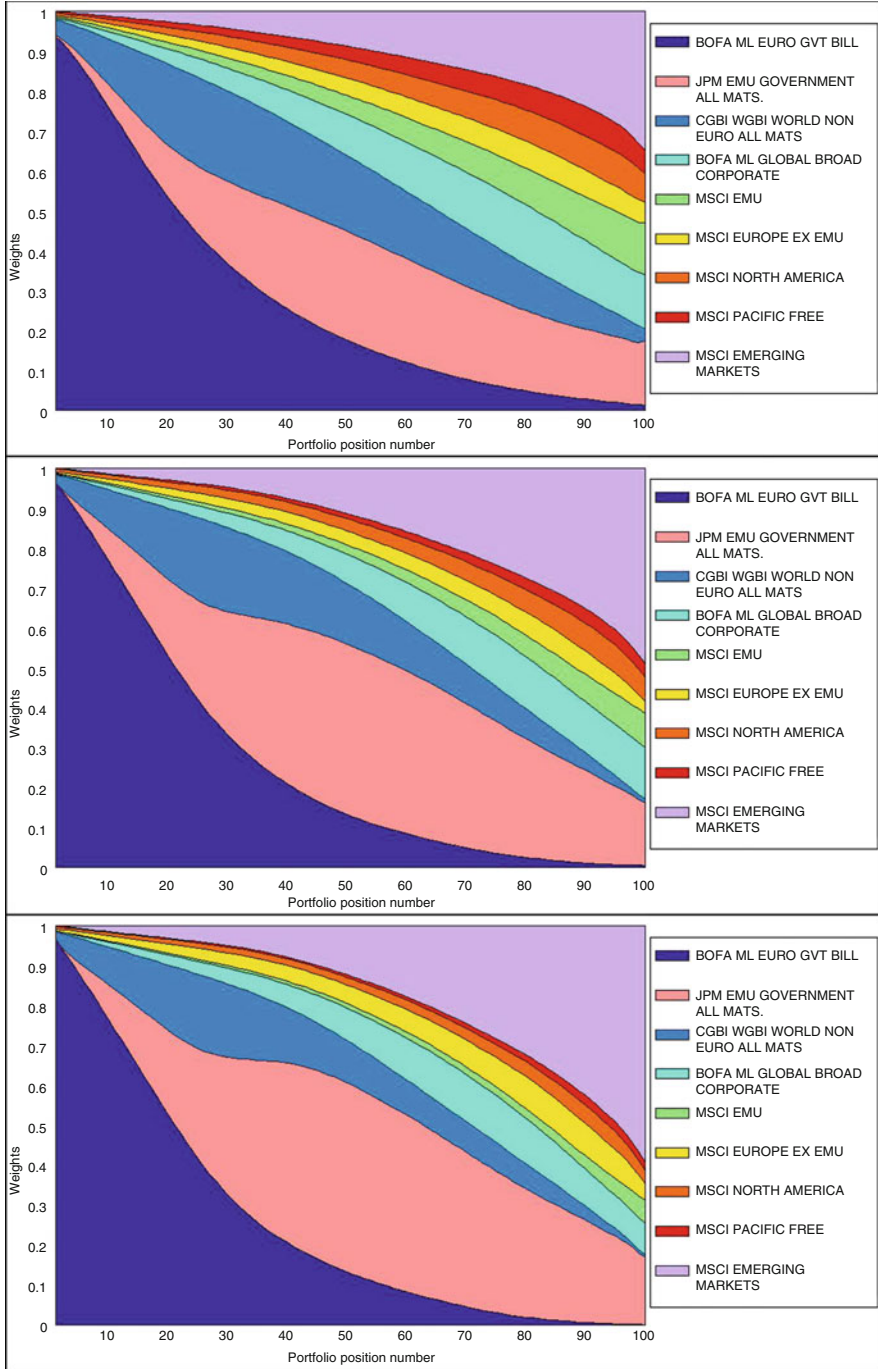 1
0.9
0.8
0.7
0.6
0.5
0.4
0.3
0.2
0.1
0
Weights
10 20 30 40 50 60 70 80 90 100
Portfolio position number
BOFA ML EURO GVT BILL
JPM EMU GOVERNMENT
ALL MATS.
CGBI WGBI WORLD NON
EURO ALL MATS
BOFA ML GLOBAL BROAD
CORPORATE
MSCI EMU
MSCI EUROPE EX EMU
MSCI NORTH AMERICA
MSCI PACIFIC FREE
MSCI EMERGING
MARKETS
1
0.9
0.8
0.7
0.6
0.5
0.4
0.3
0.2
0.1
0
Weights
10 20 30 40 50 60 70 80 90 100
Portfolio position number
BOFA ML EURO GVT BILL
JPM EMU GOVERNMENT
ALL MATS.
CGBI WGBI WORLD NON
EURO ALL MATS
BOFA ML GLOBAL BROAD
CORPORATE
MSCI EMU
MSCI EUROPE EX EMU
MSCI NORTH AMERICA
MSCI PACIFIC FREE
MSCI EMERGING
MARKETS
1
0.9
0.8
0.7
0.6
0.5
0.4
0.3
0.2
0.1
0
Weights
10 20 30 40 50 60 70 80 90 100
Portfolio position number
BOFA ML EURO GVT BILL
JPM EMU GOVERNMENT
ALL MATS.
CGBI WGBI WORLD NON
EURO ALL MATS
BOFA ML GLOBAL BROAD
CORPORATE
MSCI EMU
MSCI EUROPE EX EMU
MSCI NORTH AMERICA
MSCI PACIFIC FREE
MSCI EMERGING
MARKETS